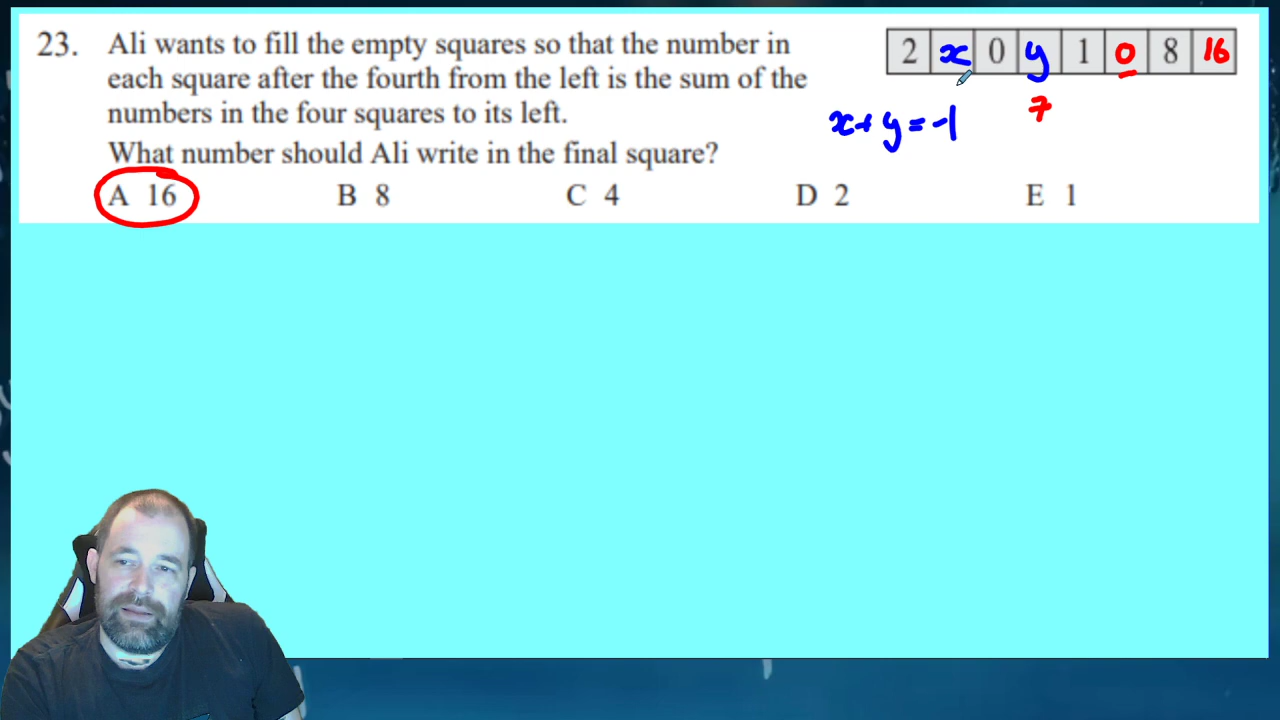 23. Ali wants to fill the empty squares so that the number in
each square after the fourth from the left is the sum of the
numbers in the four squares to its left.
What number should Ali write in the final square?
2 x 0 y 1 0 8 16
7
x + y = -1
A 16 B 8 C 4 D 2 E 1